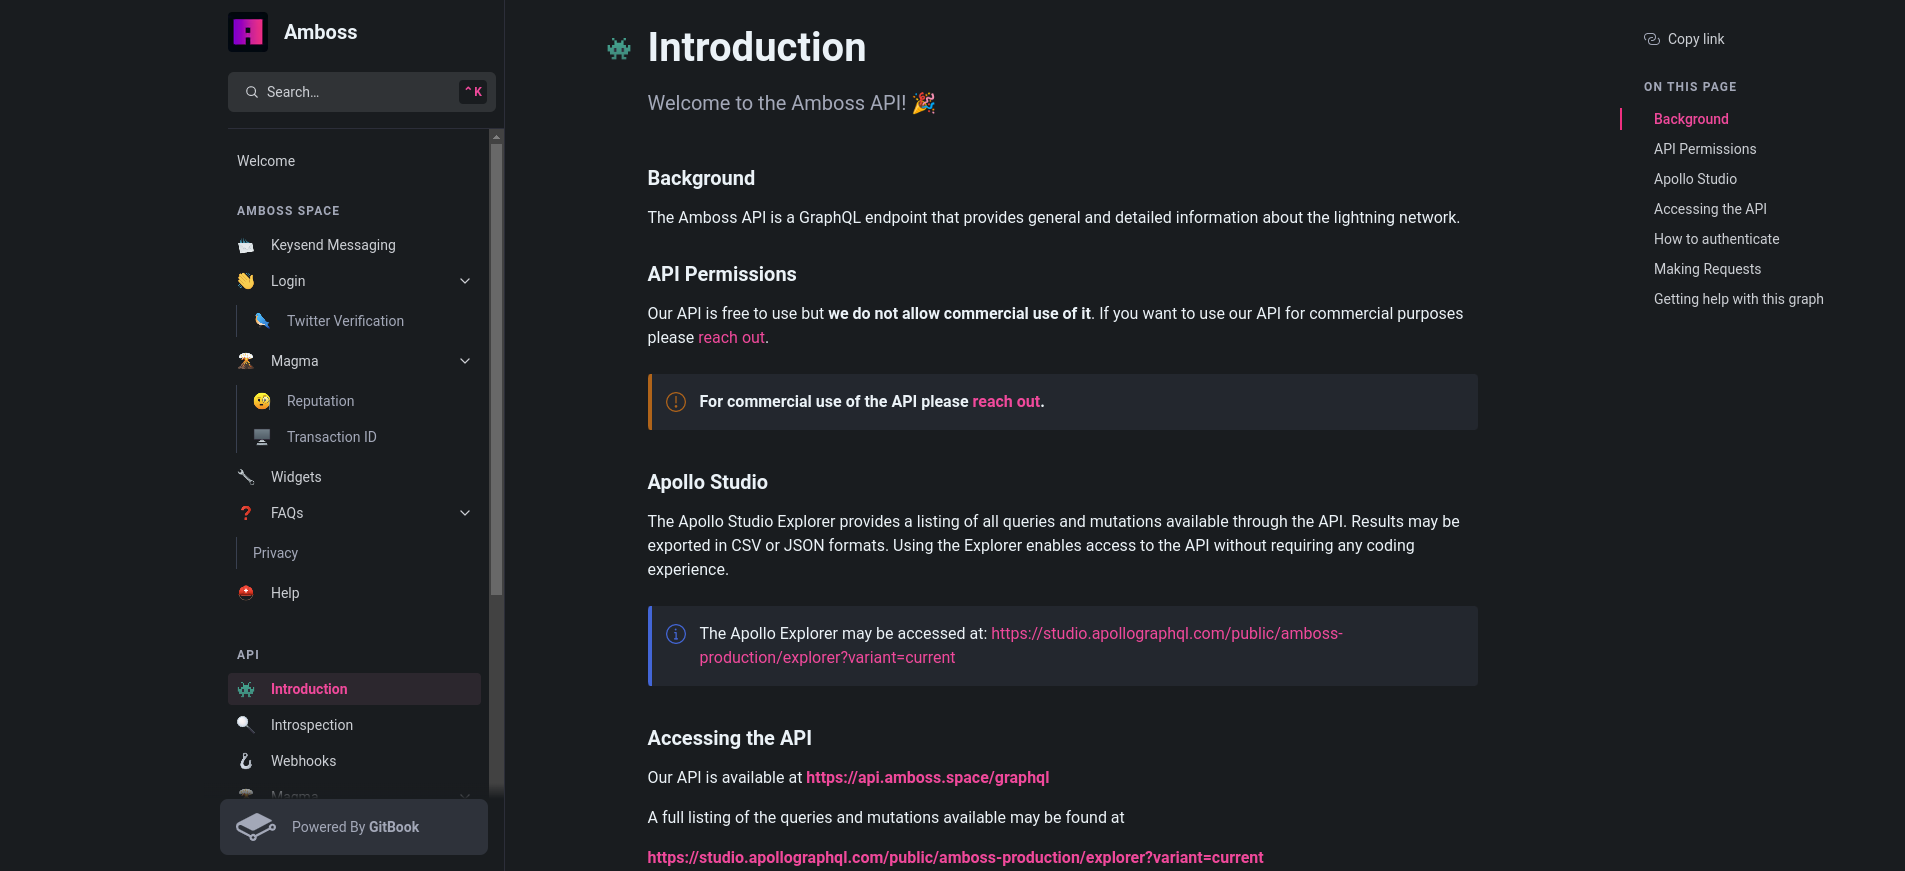 Amboss
Search...
⌃ K
Welcome
AMBOSS SPACE
Keysend Messaging
Login
Twitter Verification
Magma
Reputation
Transaction ID
Widgets
FAQs
Privacy
Help
API
Introduction
Introspection
Webhooks
Magma
Powered By GitBook
Introduction
Welcome to the Amboss API! 🎉
Background
The Amboss API is a GraphQL endpoint that provides general and detailed information about the lightning network.
API Permissions
Our API is free to use but we do not allow commercial use of it. If you want to use our API for commercial purposes
please reach out.
For commercial use of the API please reach out.
Apollo Studio
The Apollo Studio Explorer provides a listing of all queries and mutations available through the API. Results may be
exported in CSV or JSON formats. Using the Explorer enables access to the API without requiring any coding
experience.
The Apollo Explorer may be accessed at: https://studio.apollographql.com/public/amboss-
production/explorer?variant=current
Accessing the API
Our API is available at https://api.amboss.space/graphql
A full listing of the queries and mutations available may be found at
https://studio.apollographql.com/public/amboss-production/explorer?variant=current
Copy link
ON THIS PAGE
Background
API Permissions
Apollo Studio
Accessing the API
How to authenticate
Making Requests
Getting help with this graph